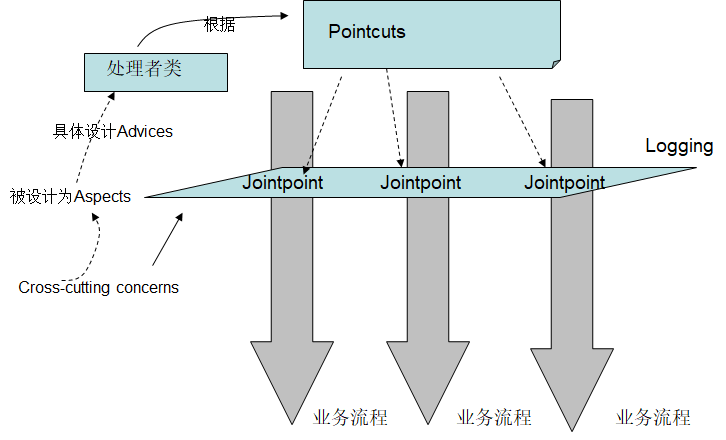 根据
Pointcuts
处理者类
具体设计Advices
Logging
被设计为Aspects
Jointpoint
Jointpoint
Jointpoint
Cross-cutting concerns
业务流程
业务流程
业务流程